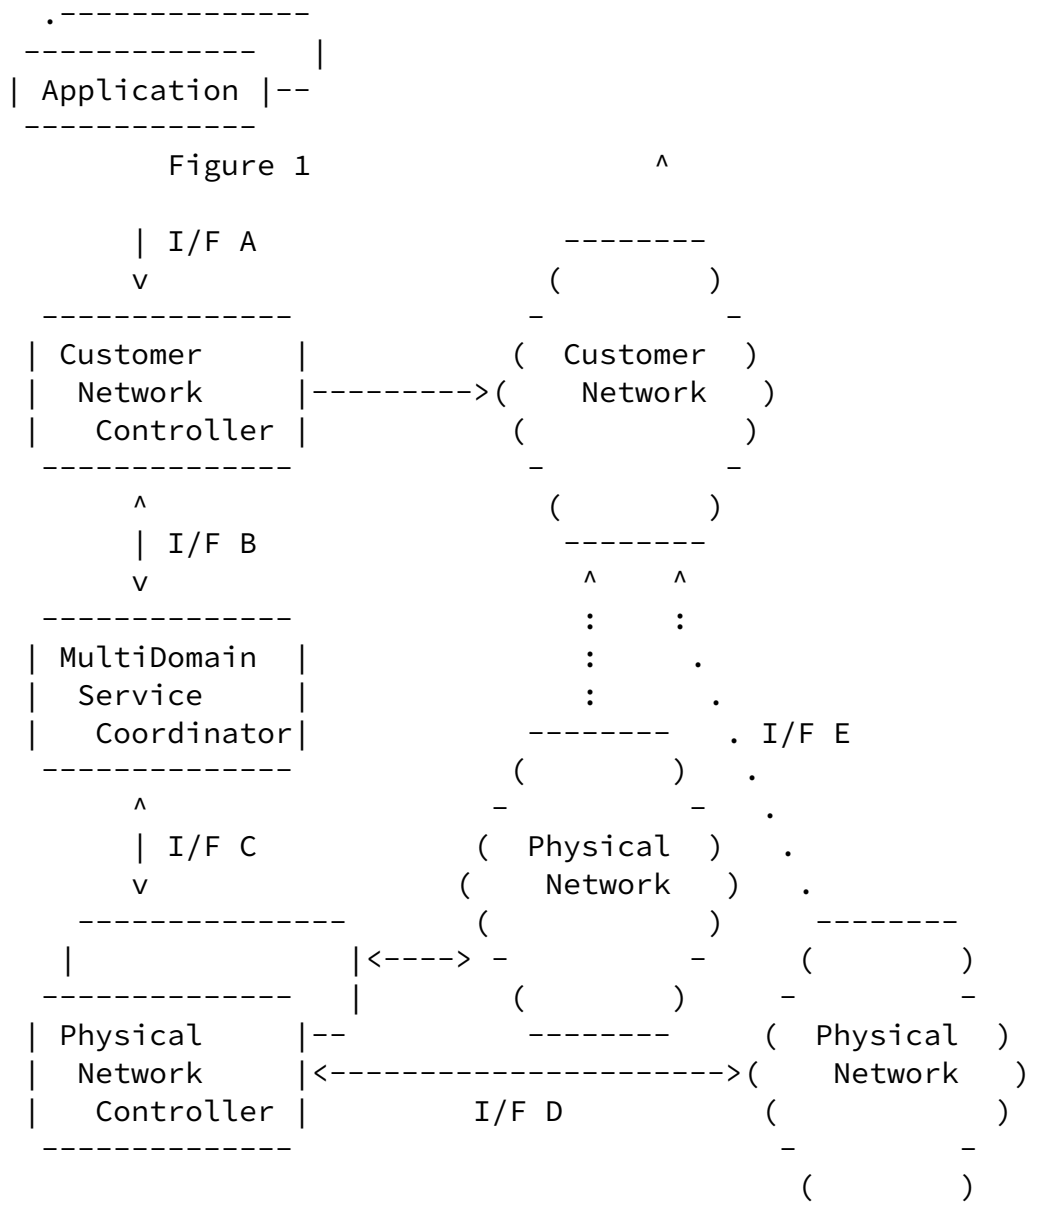 Application
Figure 1
I/F A
Customer
Network
Controller
Customer
Network
I/F B
MultiDomain
Service
Coordinator
I/F E
I/F C
Physical
Network
Physical
Network
Controller
Physical
Network
I/F D